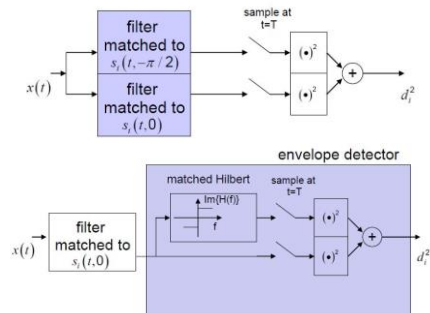 filter
matched to
s_i(t,-π/2)
sample at
t=T
(•)²
x(t)
filter
matched to
s_i(t,0)
(•)²
+
d_i²
envelope detector
matched Hilbert
sample at
t=T
Im{H(f)}
f
(•)²
x(t)
filter
matched to
s_i(t,0)
(•)²
+
d_i²